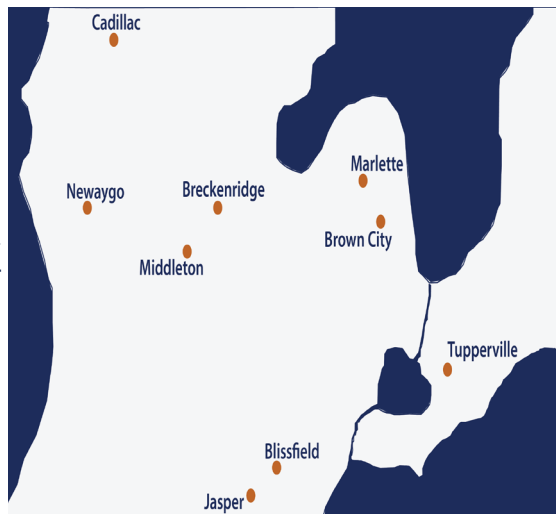 Cadillac
Marlette
Newaygo
Breckenridge
Brown City
Middleton
Tupperville
Blissfield
Jasper